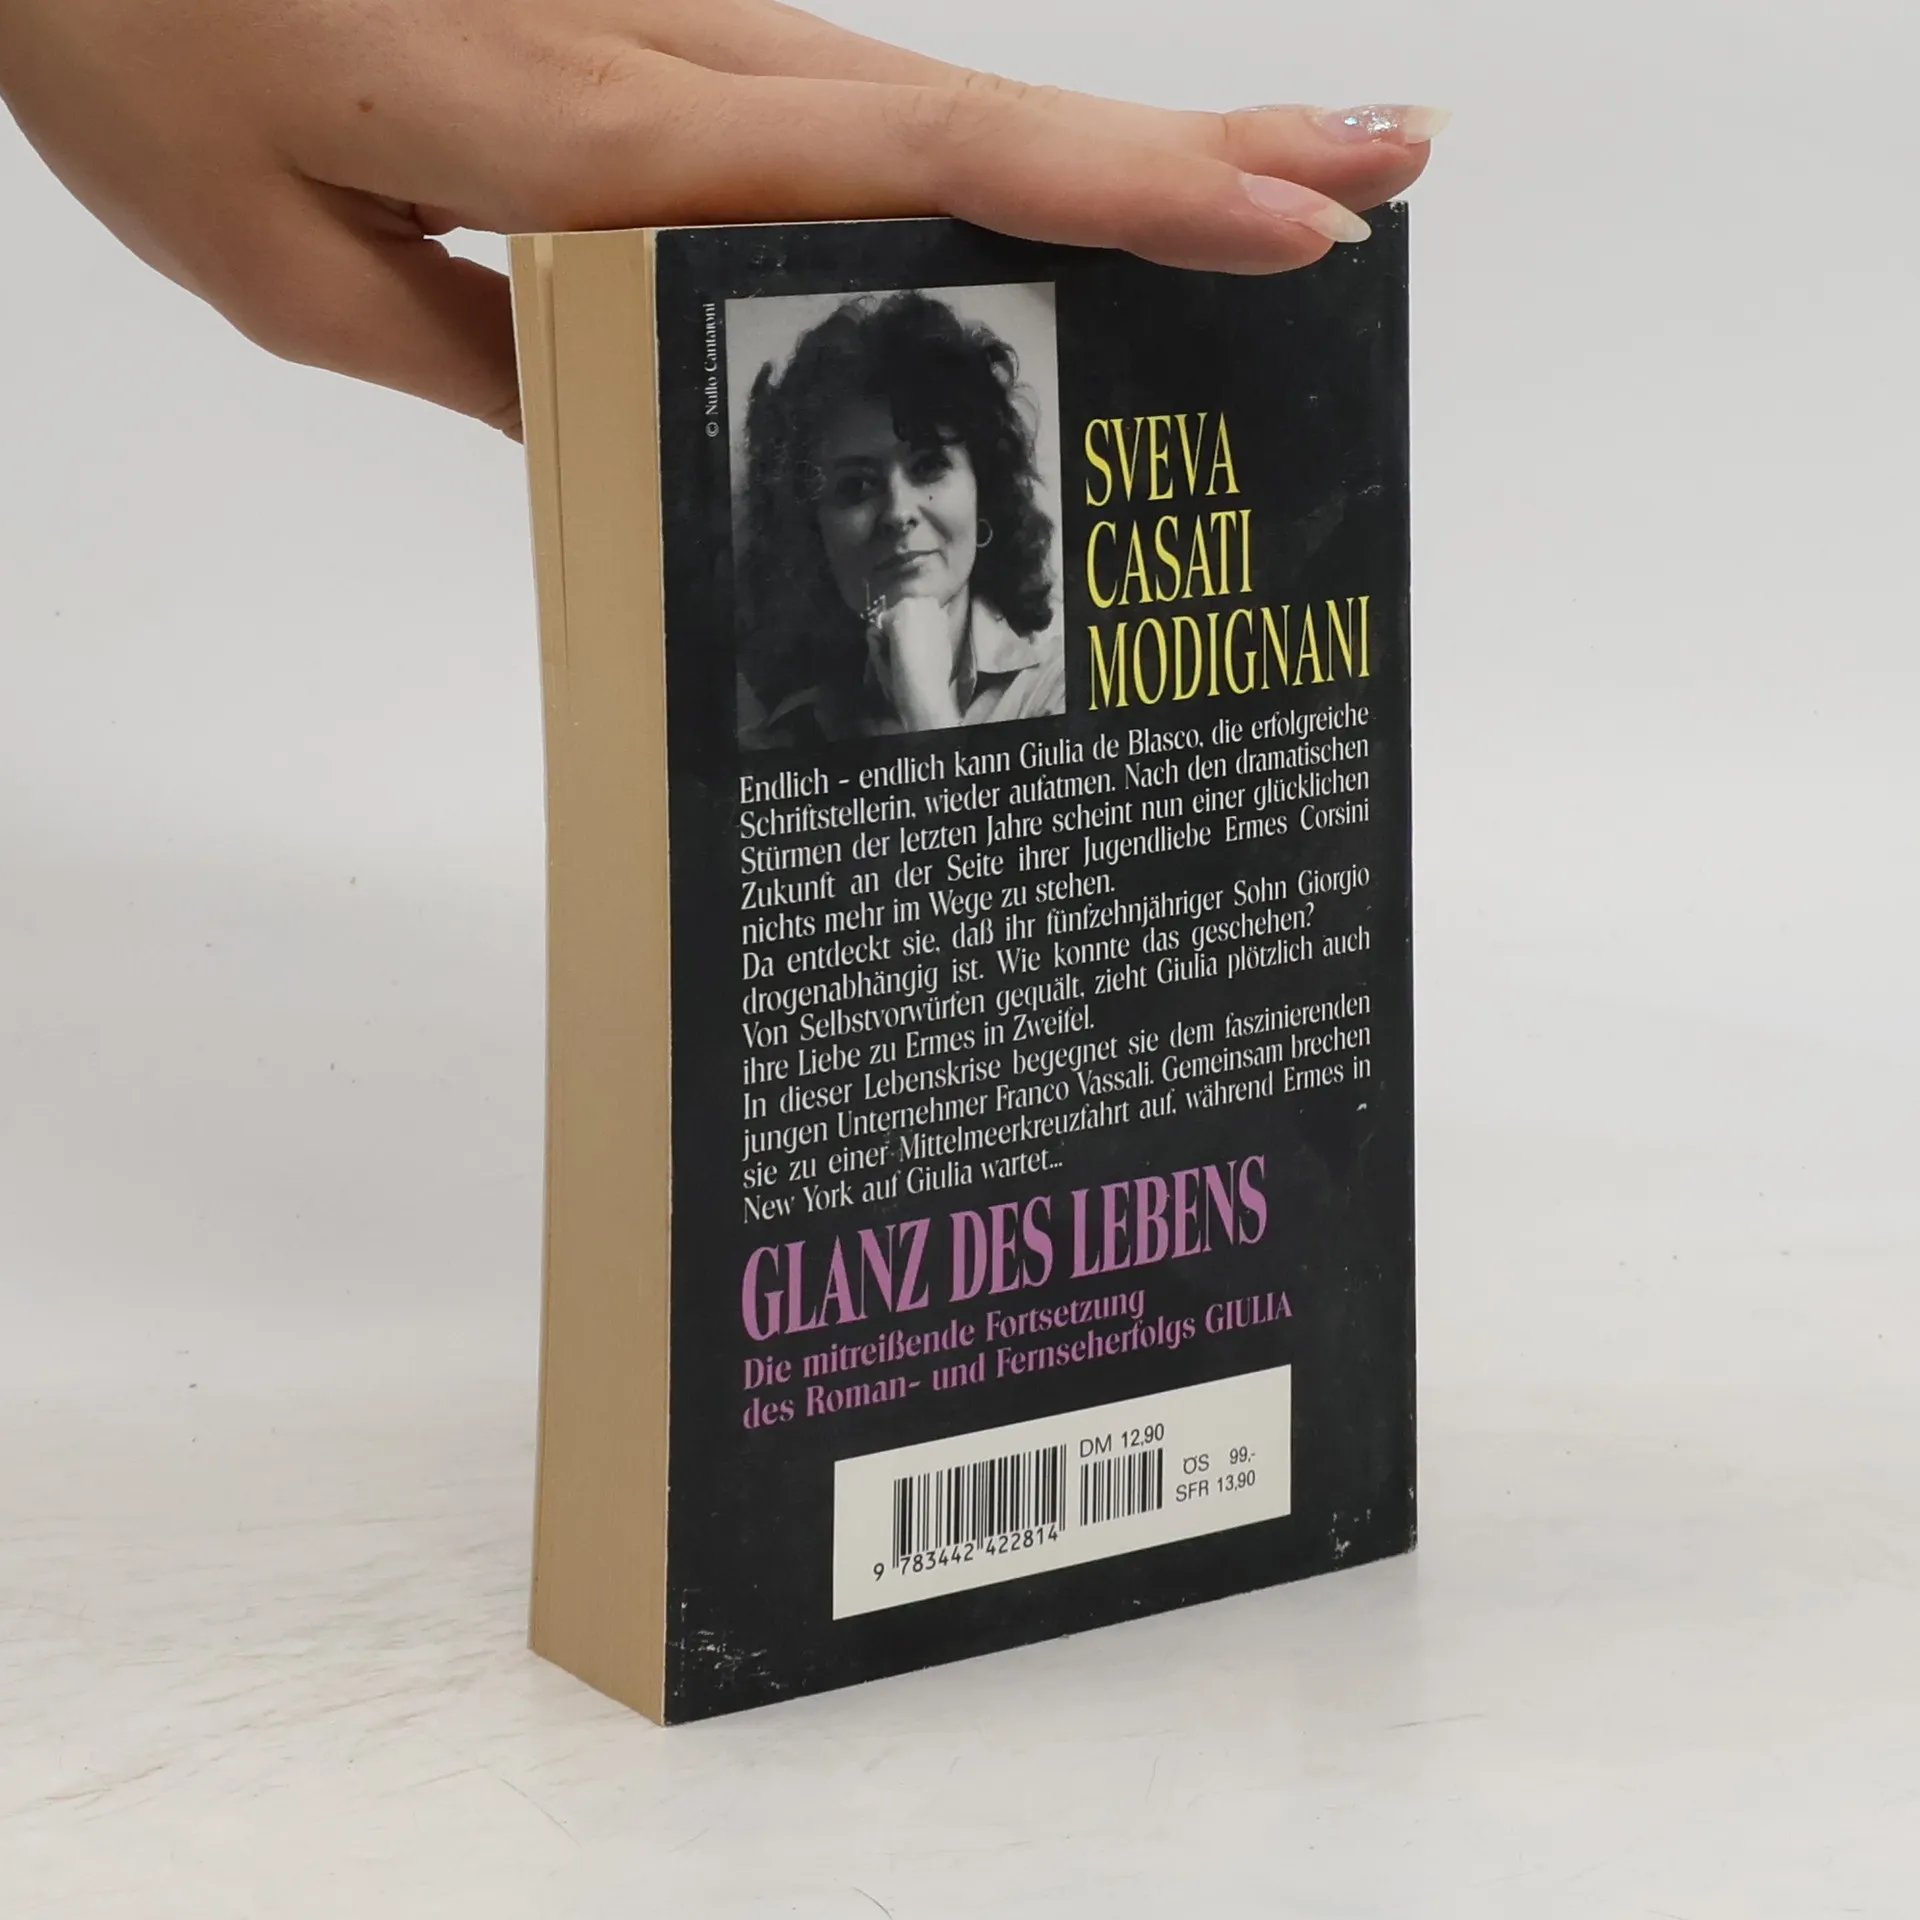 © Nullo Cantaroni
SVEVA
CASATI
MODIGNANI
Endlich – endlich kann Giulia de Blasco, die erfolgreiche
Schriftstellerin, wieder aufatmen. Nach den dramatischen
Stürmen der letzten Jahre scheint nun einer glücklichen
Zukunft an der Seite ihrer Jugendliebe Ermes Corsini
nichts mehr im Wege zu stehen.
Da entdeckt sie, daß ihr fünfzehnjähriger Sohn Giorgio
drogenabhängig ist. Wie konnte das geschehen?
Von Selbstvorwürfen gequält, zieht Giulia plötzlich auch
ihre Liebe zu Ermes in Zweifel.
In dieser Lebenskrise begegnet sie dem faszinierenden
jungen Unternehmer Franco Vassali. Gemeinsam brechen
sie zu einer Mittelmeerkreuzfahrt auf, während Ermes in
New York auf Giulia wartet...
GLANZ DES LEBENS
Die mitreißende Fortsetzung
des Roman- und Fernseherfolgs GIULIA
DM 12,90
ÖS 99,-
SFR 13,90
9 783442 422814